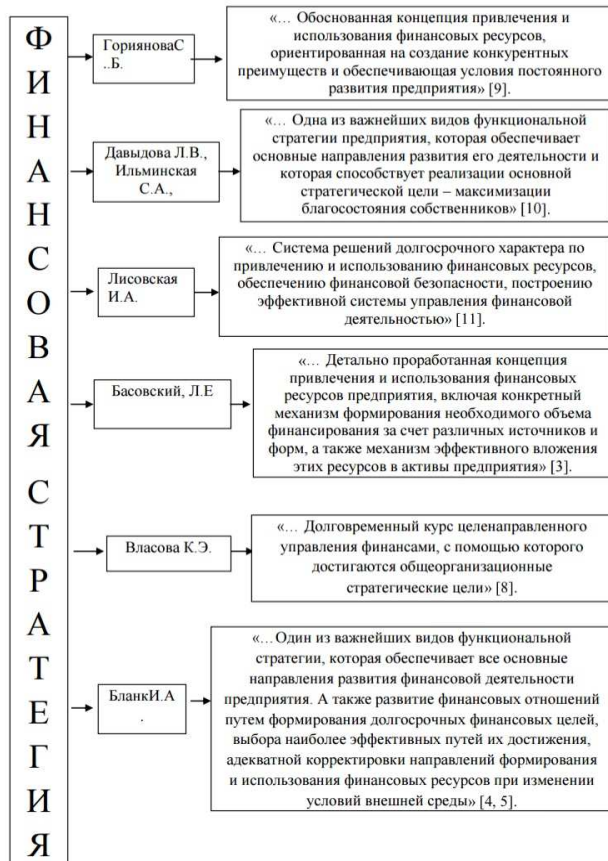 ФИНАНСОВАЯ СТРАТЕГИЯ
ГорияноваС
..Б.
«… Обоснованная концепция привлечения и
использования финансовых ресурсов,
ориентированная на создание конкурентных
преимуществ и обеспечивающая условия постоянного
развития предприятия» [9].
Давыдова Л.В.,
Ильминская
С.А.,
«… Одна из важнейших видов функциональной
стратегии предприятия, которая обеспечивает
основные направления развития его деятельности и
которая способствует реализации основной
стратегической цели – максимизации
благосостояния собственников» [10].
Лисовская
И.А.
«… Система решений долгосрочного характера по
привлечению и использованию финансовых ресурсов,
обеспечению финансовой безопасности, построению
эффективной системы управления финансовой
деятельностью» [11].
Басовский, Л.Е
«… Детально проработанная концепция
привлечения и использования финансовых
ресурсов предприятия, включая конкретный
механизм формирования необходимого объема
финансирования за счет различных источников и
форм, а также механизм эффективного вложения
этих ресурсов в активы предприятия» [3].
Власова К.Э.
«… Долговременный курс целенаправленного
управления финансами, с помощью которого
достигаются общеорганизационные
стратегические цели» [8].
БланкИ.А
.
«… Один из важнейших видов функциональной
стратегии, которая обеспечивает все основные
направления развития финансовой деятельности
предприятия. А также развитие финансовых отношений
путем формирования долгосрочных финансовых целей,
выбора наиболее эффективных путей их достижения,
адекватной корректировки направлений формирования
и использования финансовых ресурсов при изменении
условий внешней среды» [4, 5].